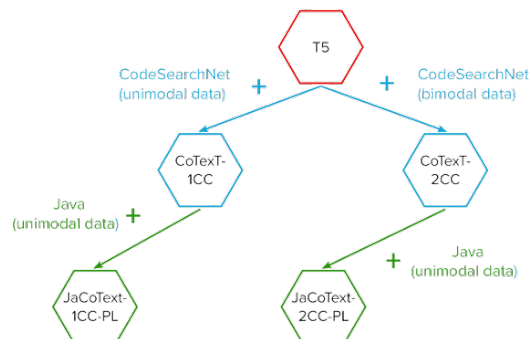 T5
CodeSearchNet
(unimodal data)
+
+
CodeSearchNet
(bimodal data)
CoTexT-
1CC
CoTexT-
2CC
Java
(unimodal data)
+
+
Java
(unimodal data)
JaCoText-
1CC-PL
JaCoText-
2CC-PL